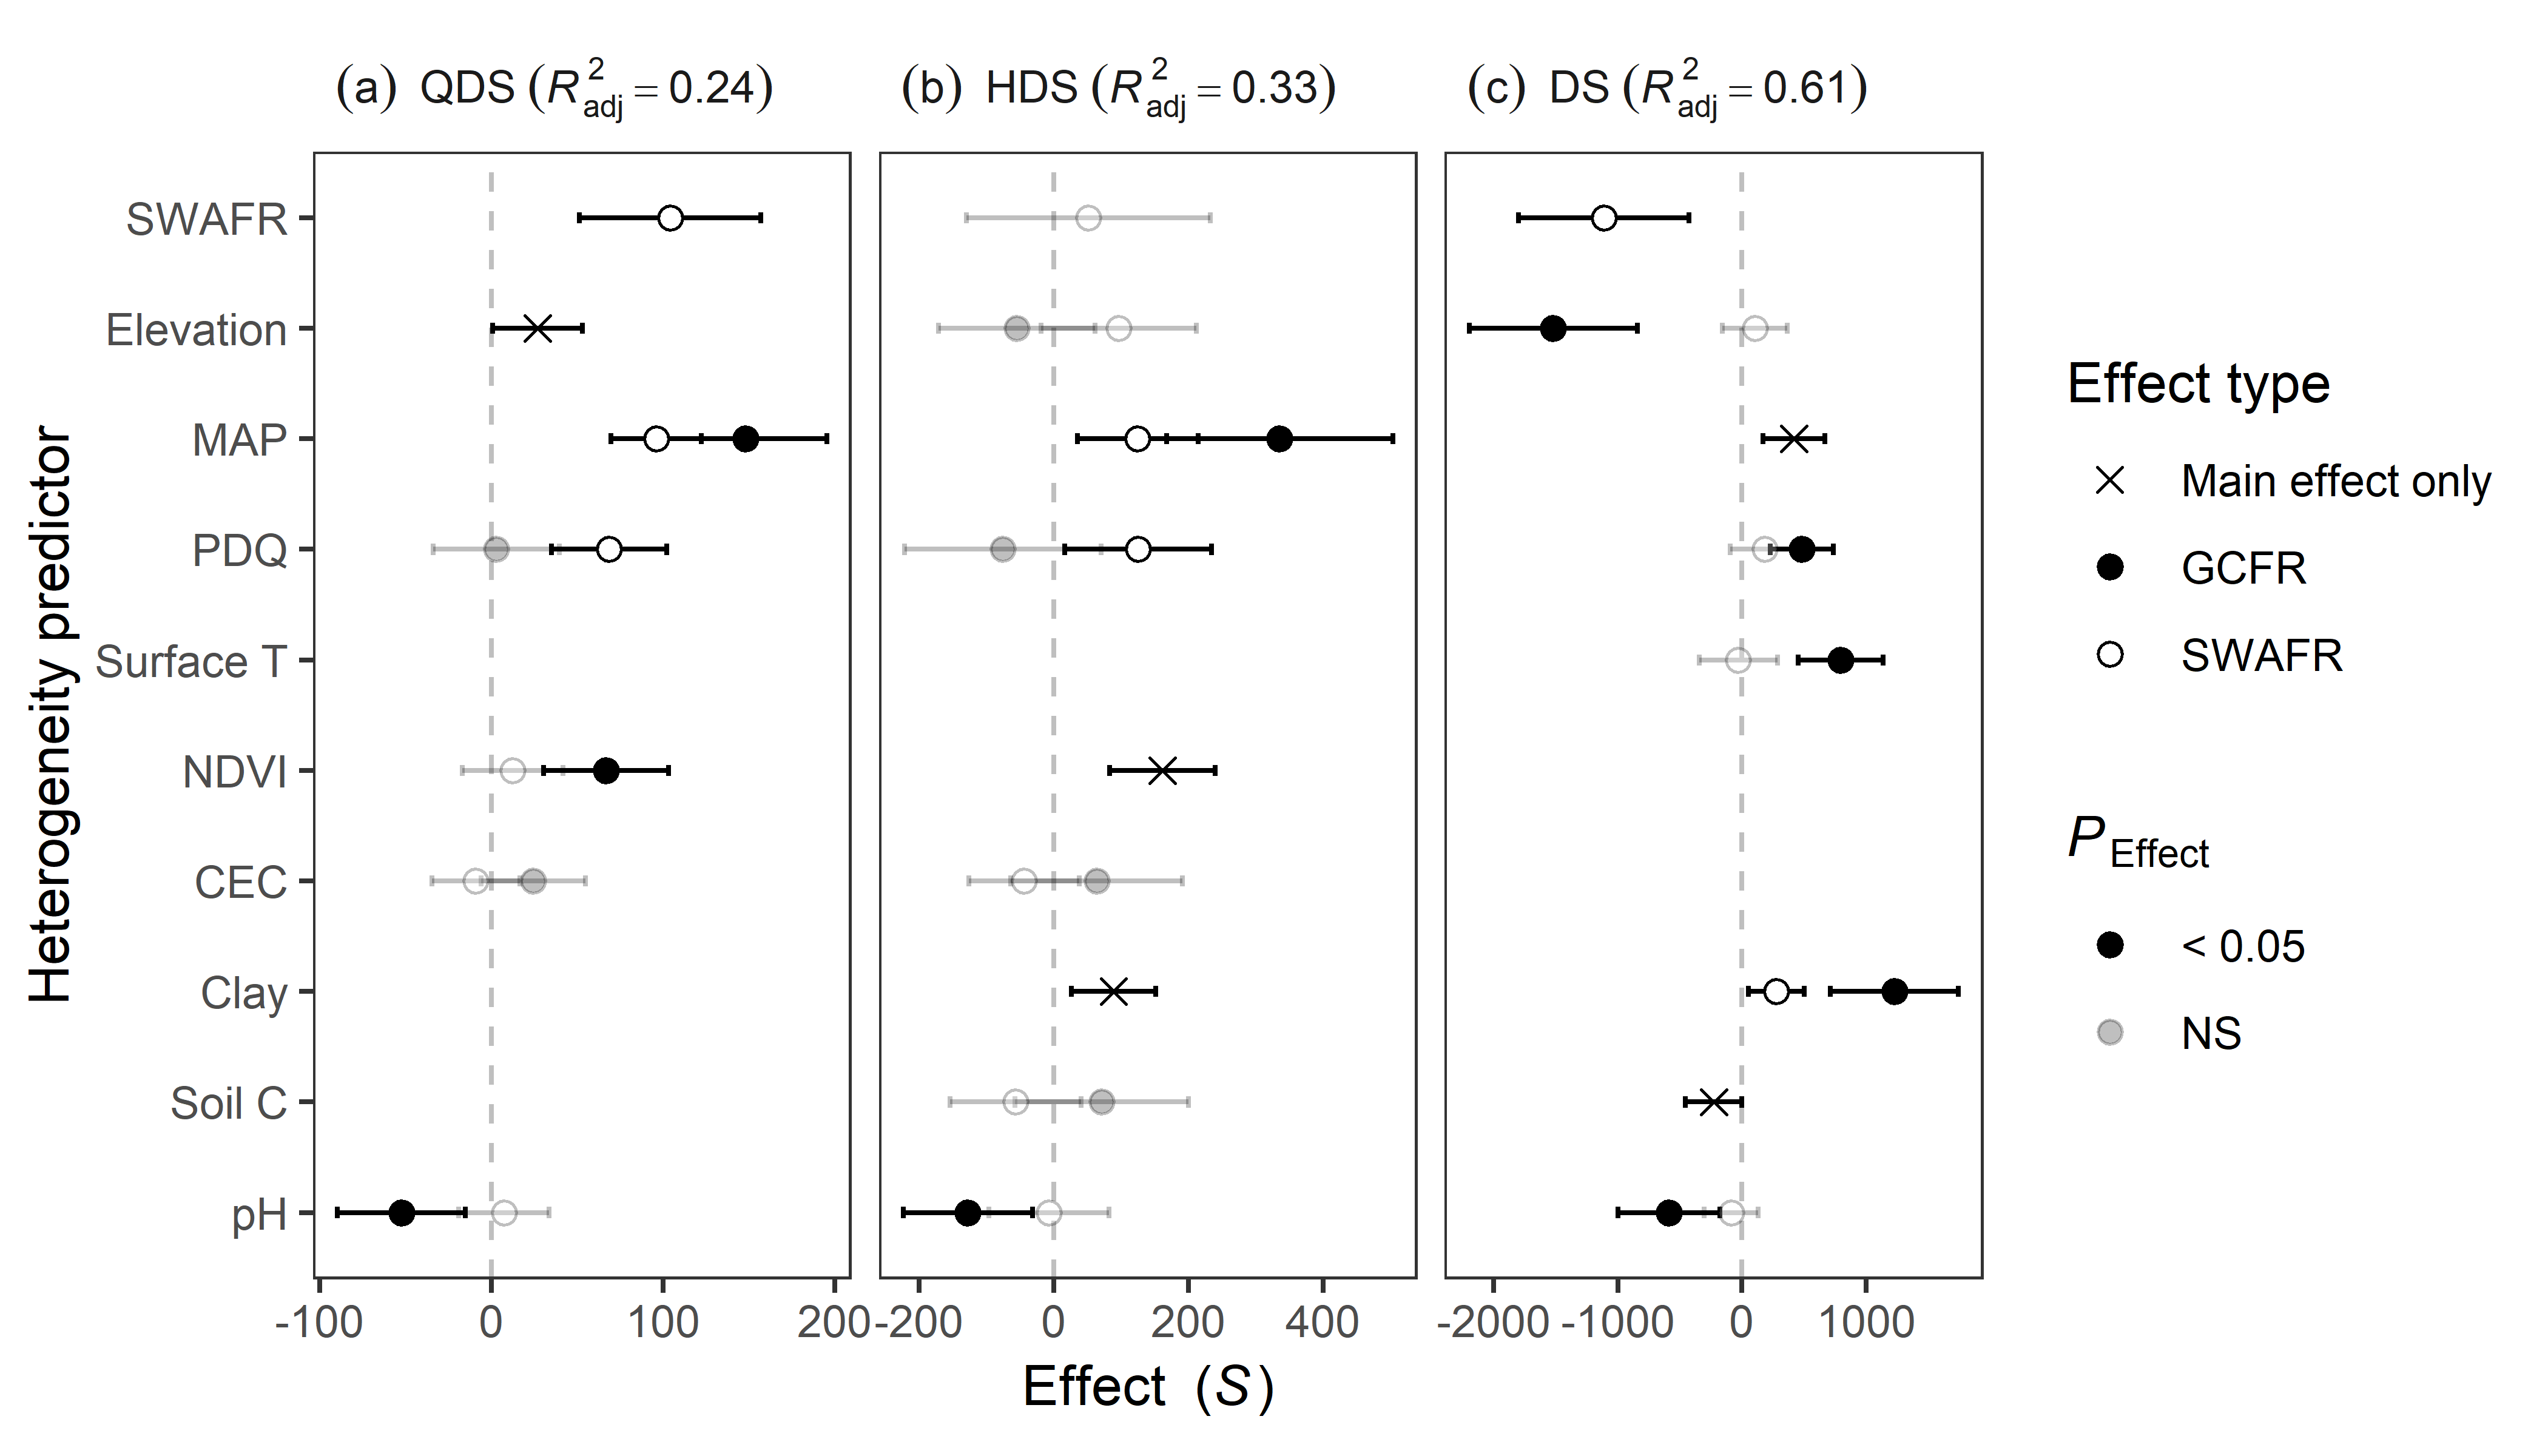 (a) QDS (R²adj = 0.24)
(b) HDS (R²adj = 0.33)
(c) DS (R²adj = 0.61)
Heterogeneity predictor
SWAFR
Elevation
MAP
PDQ
Surface T
NDVI
CEC
Clay
Soil C
pH
-100 0 100 200
-200 0 200 400
-2000 -1000 0 1000
Effect (S)
Effect type
Main effect only
GCFR
SWAFR
P Effect
< 0.05
NS